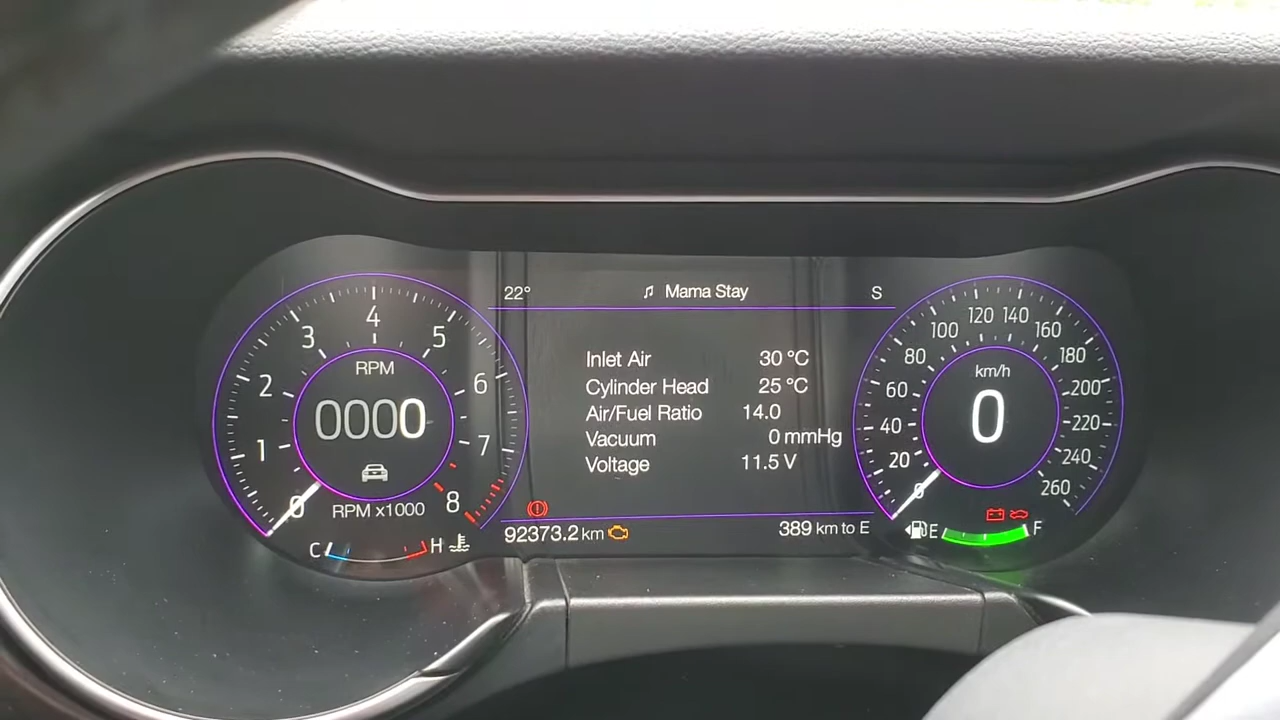 22° ♫ Mama Stay S
Inlet Air 30 °C
Cylinder Head 25 °C
Air/Fuel Ratio 14.0
Vacuum 0 mmHg
Voltage 11.5 V
92373.2 km 389 km to E
0 1 2 3 4 5 6 7 8
RPM
0000
RPM x1000
C H
0 20 40 60 80 100 120 140 160 180 200 220 240 260
km/h
0
E F